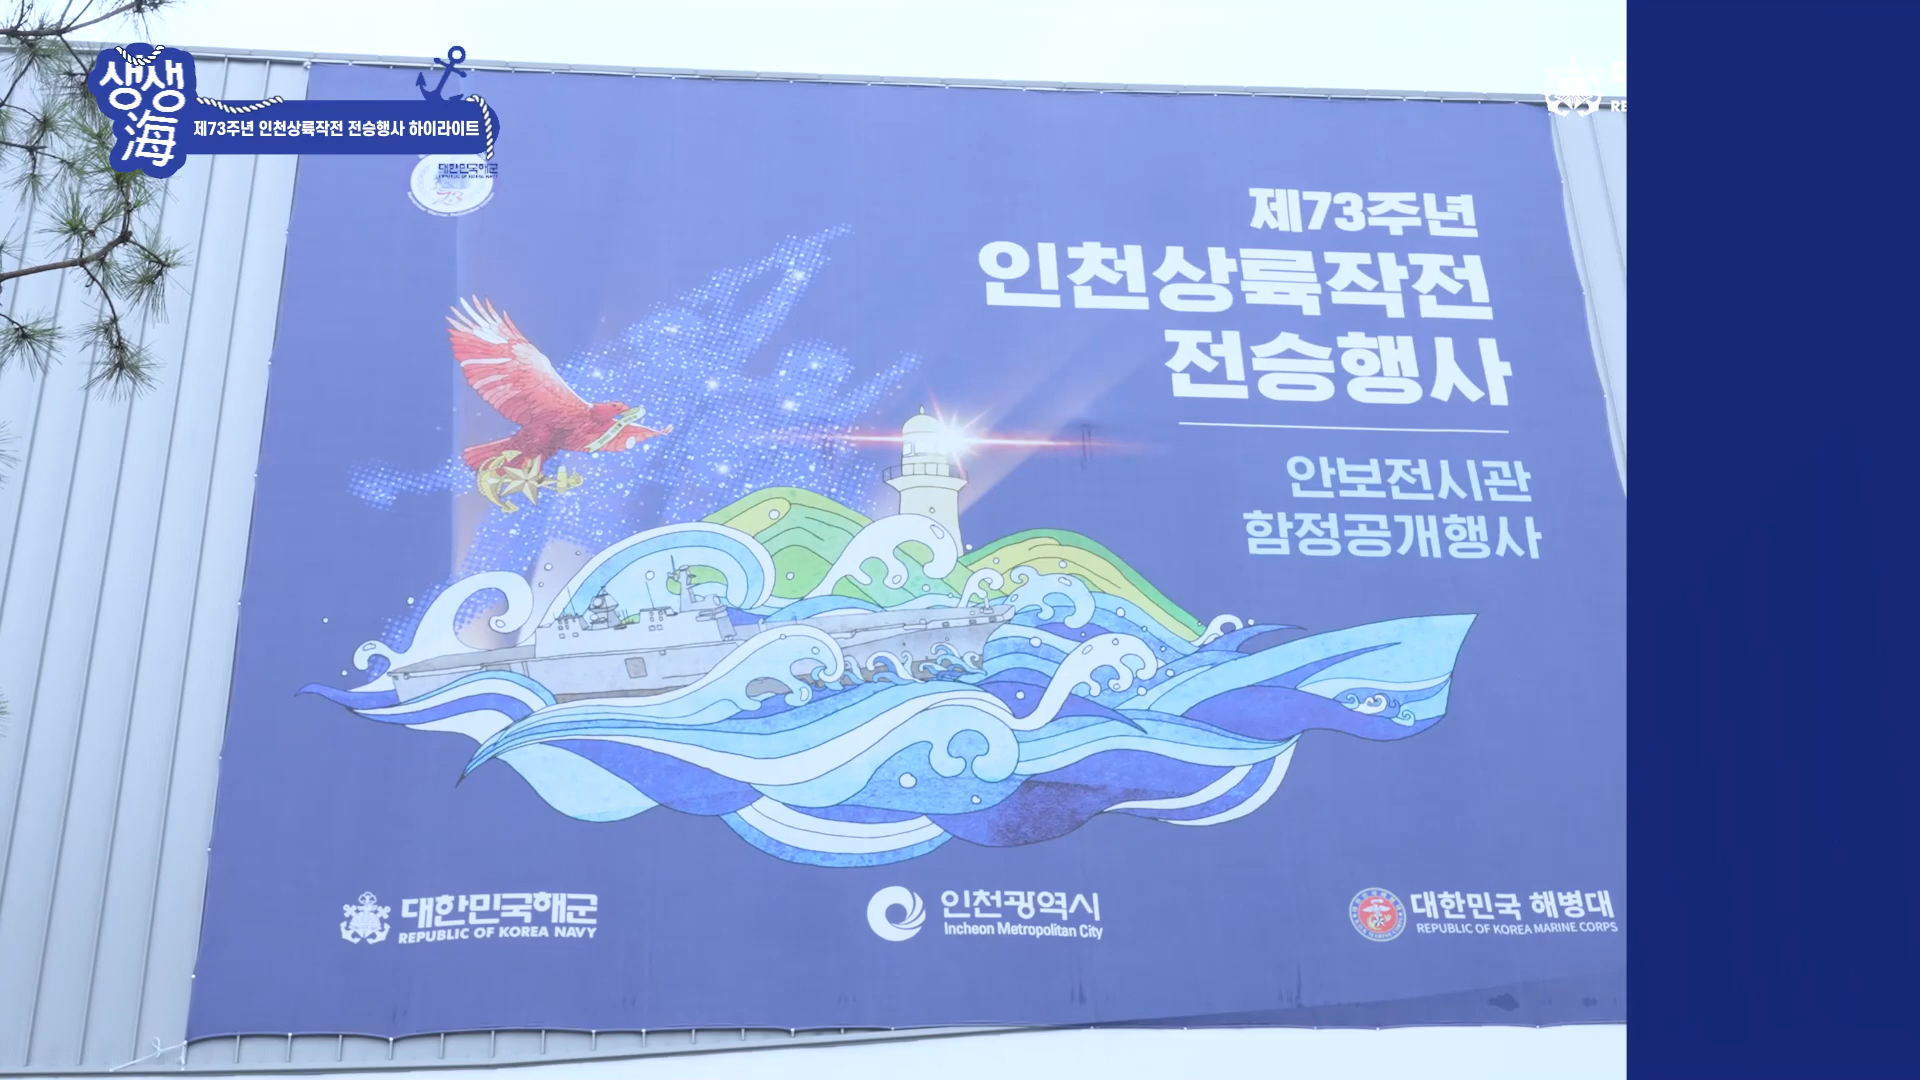 생생海
제73주년 인천상륙작전 전승행사 하이라이트
대한민국해군
제73주년
인천상륙작전
전승행사
안보전시관
함정공개행사
대한민국해군
REPUBLIC OF KOREA NAVY
인천광역시
Incheon Metropolitan City
대한민국 해병대
REPUBLIC OF KOREA MARINE CORPS